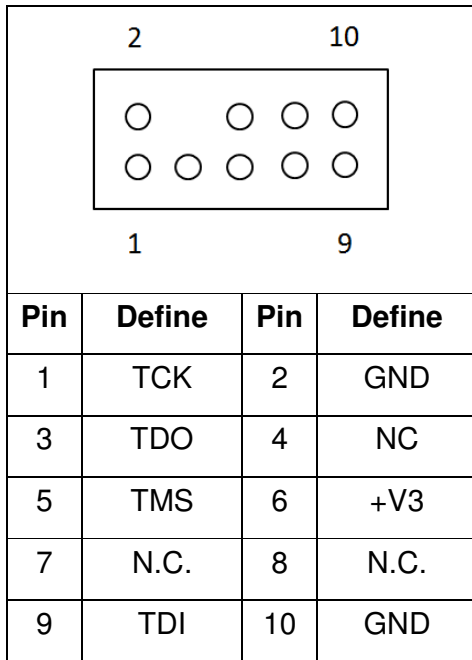 2 10
1 9
Pin Define Pin Define
1 TCK 2 GND
3 TDO 4 NC
5 TMS 6 +V3
7 N.C. 8 N.C.
9 TDI 10 GND